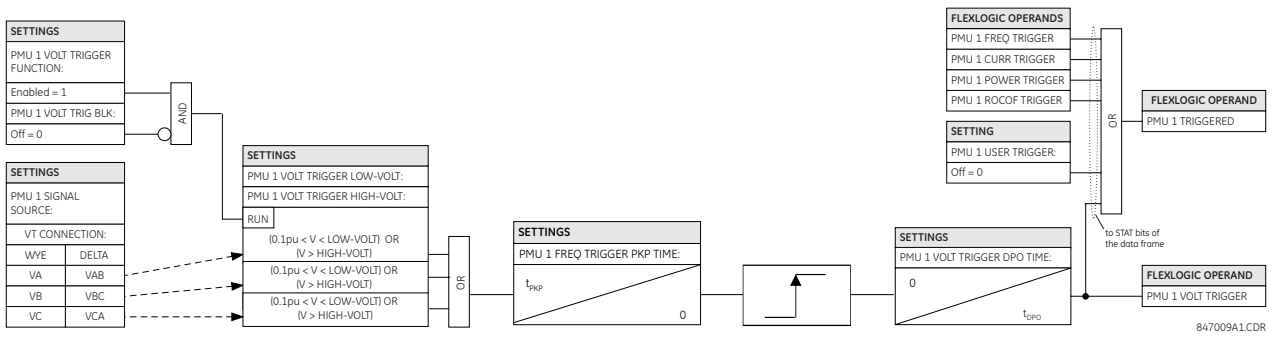 SETTINGS
PMU 1 VOLT TRIGGER
FUNCTION:
Enabled = 1
PMU 1 VOLT TRIG BLK:
Off = 0
AND
SETTINGS
PMU 1 SIGNAL
SOURCE:
VT CONNECTION:
WYE DELTA
VA VAB
VB VBC
VC VCA
SETTINGS
PMU 1 VOLT TRIGGER LOW-VOLT:
PMU 1 VOLT TRIGGER HIGH-VOLT:
RUN
(0.1pu < V < LOW-VOLT) OR
(V > HIGH-VOLT)
(0.1pu < V < LOW-VOLT) OR
(V > HIGH-VOLT)
(0.1pu < V < LOW-VOLT) OR
(V > HIGH-VOLT)
OR
SETTINGS
PMU 1 FREQ TRIGGER PKP TIME:
tPKP
0
SETTINGS
PMU 1 VOLT TRIGGER DPO TIME:
0
tDPO
FLEXLOGIC OPERANDS
PMU 1 FREQ TRIGGER
PMU 1 CURR TRIGGER
PMU 1 POWER TRIGGER
PMU 1 ROCOF TRIGGER
SETTING
PMU 1 USER TRIGGER:
Off = 0
OR
to STAT bits of
the data frame
FLEXLOGIC OPERAND
PMU 1 TRIGGERED
FLEXLOGIC OPERAND
PMU 1 VOLT TRIGGER
847009A1.CDR